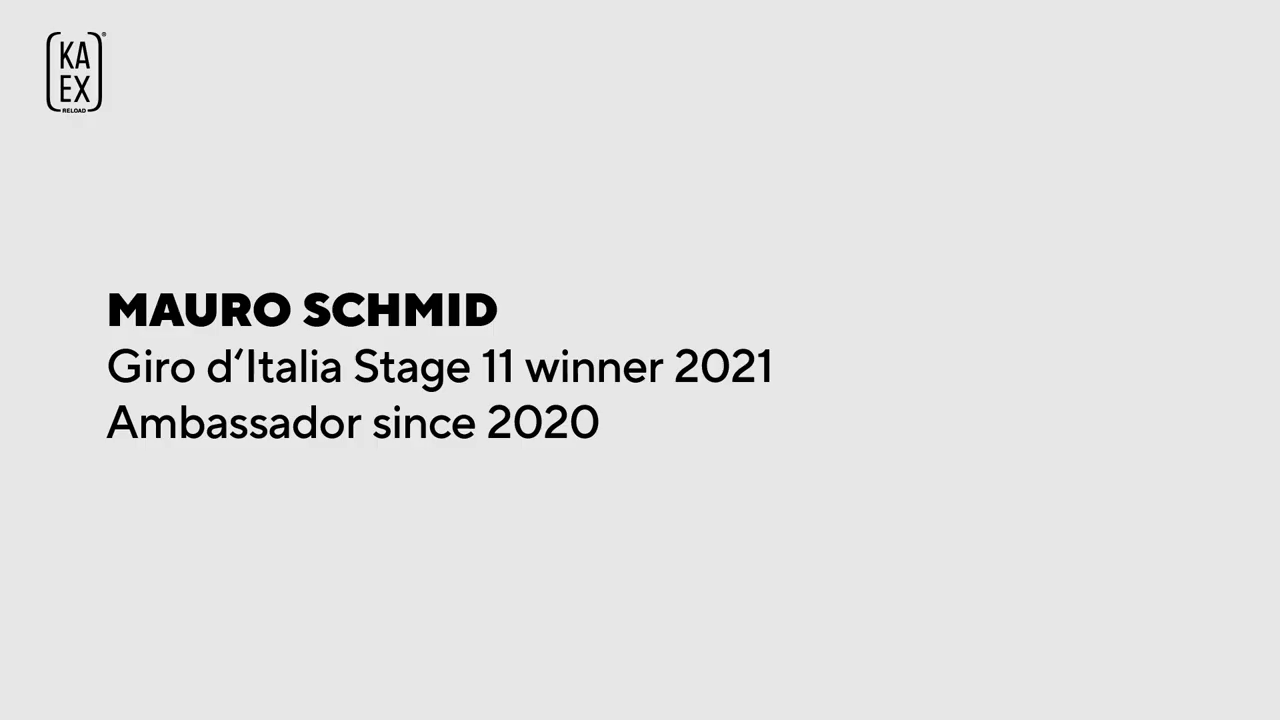 KA
EX
RELOAD
MAURO SCHMID
Giro d‘Italia Stage 11 winner 2021
Ambassador since 2020